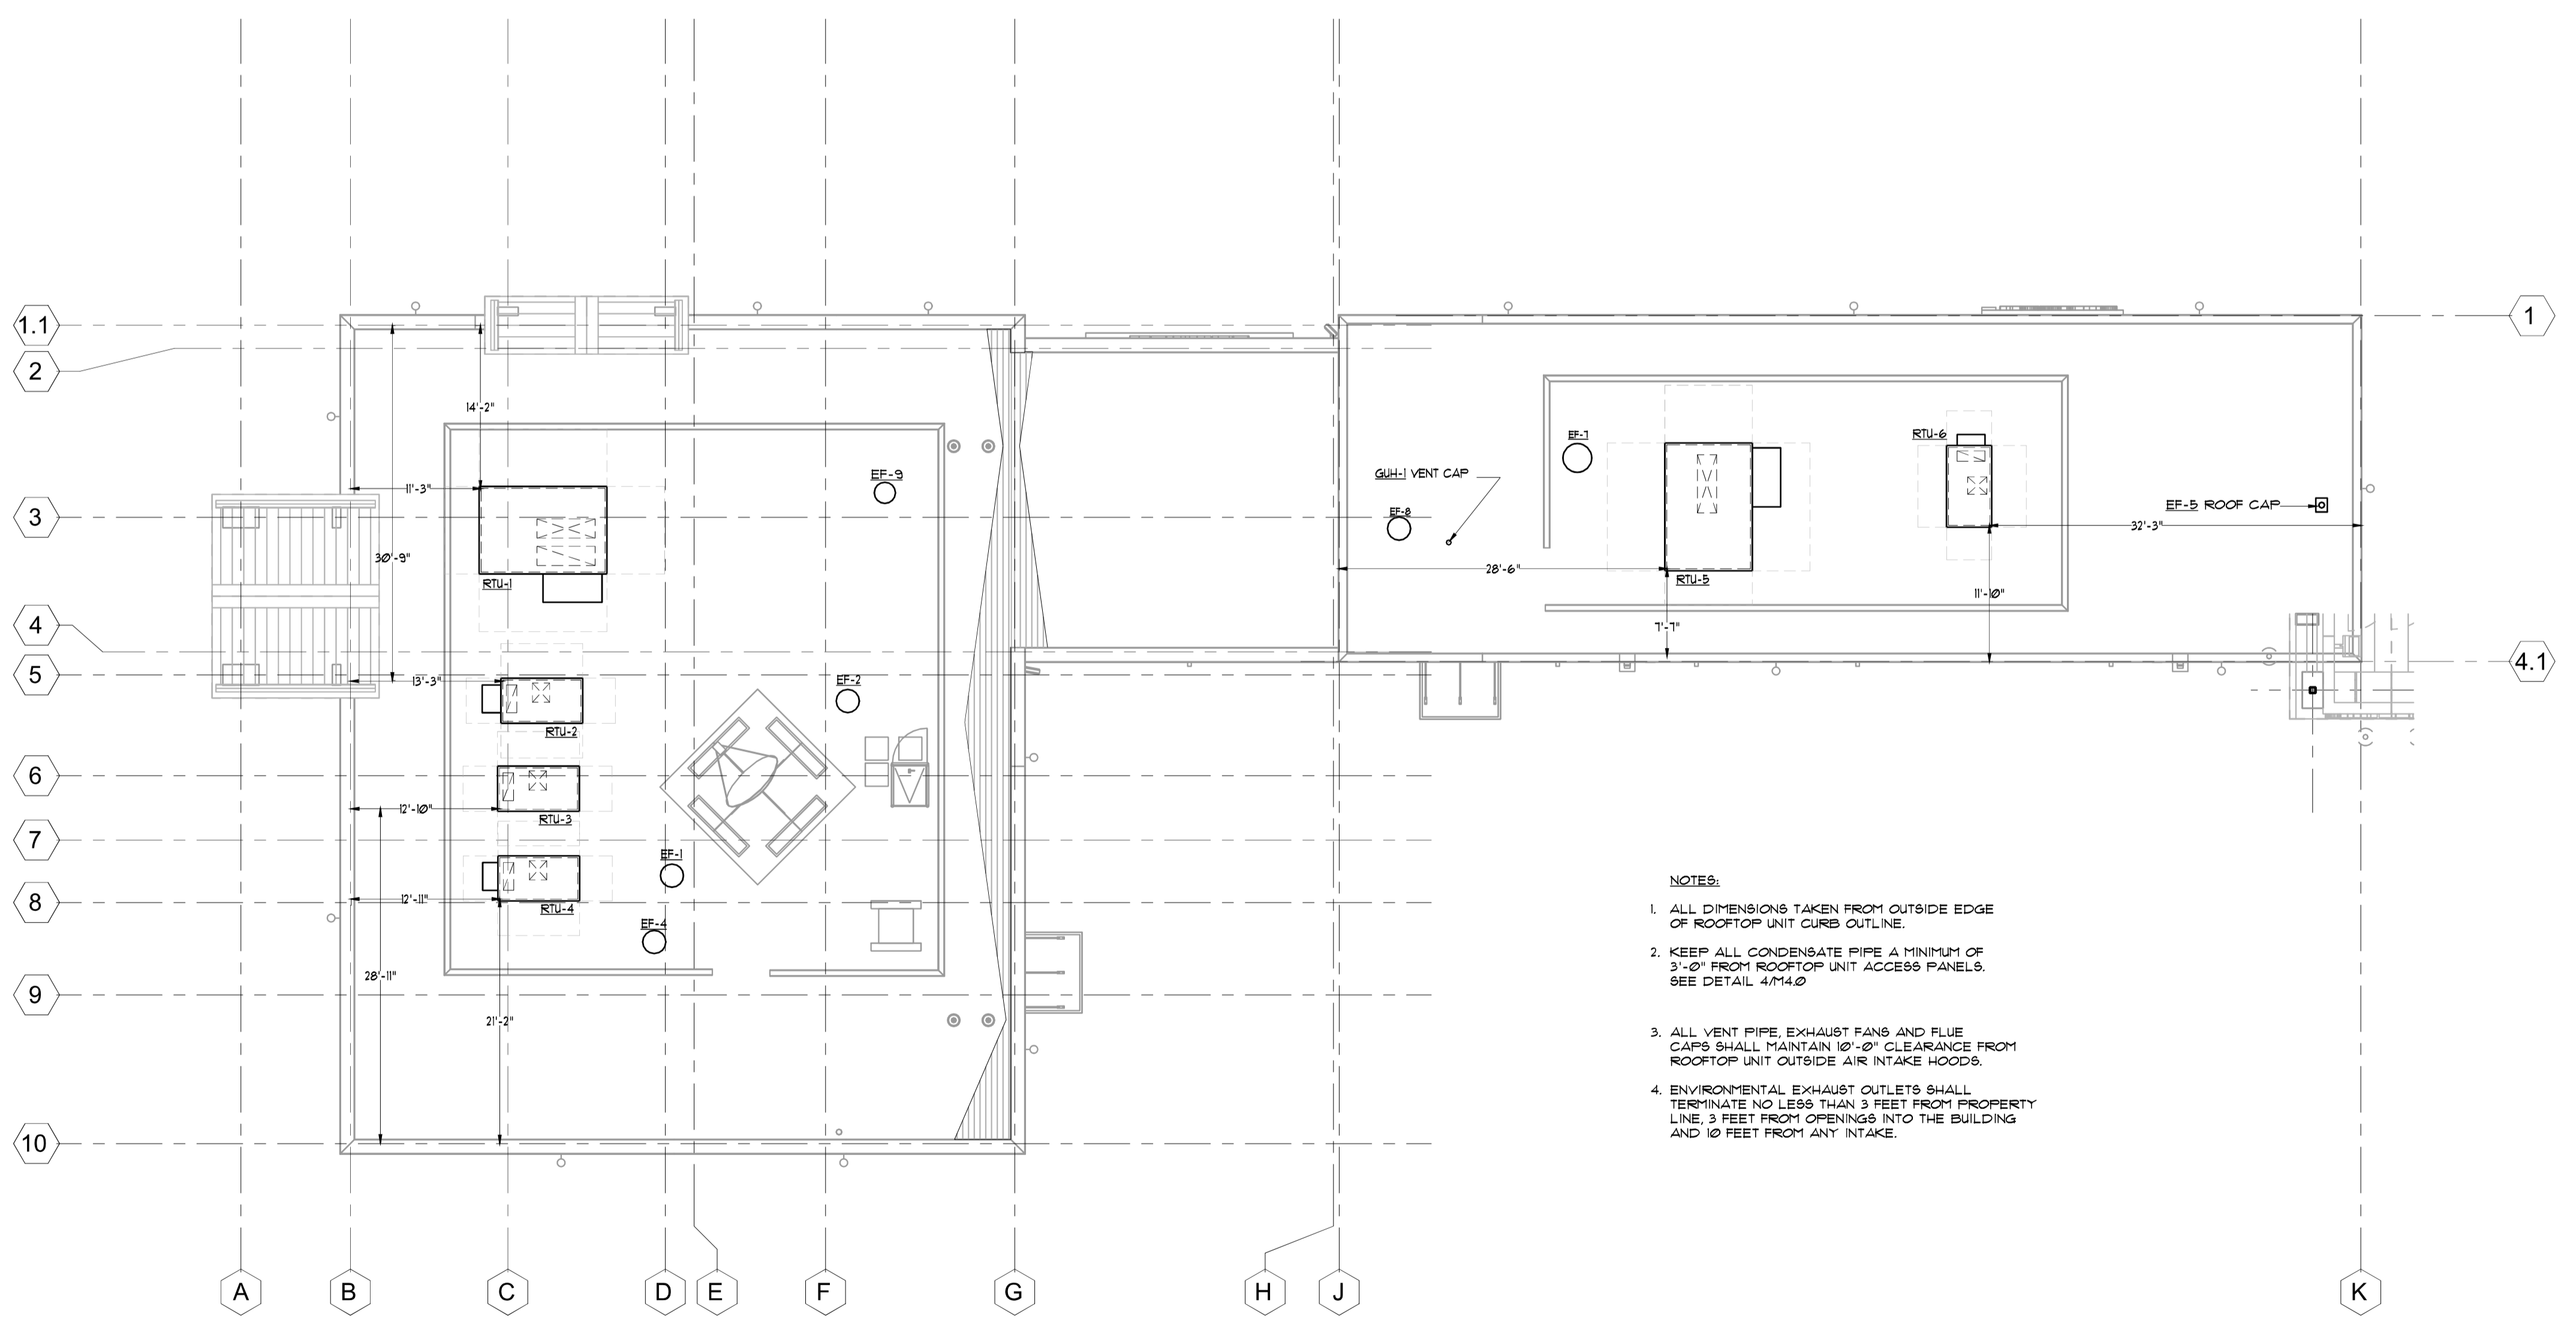 1.1
1
2
14'-2"
EF-7
RTU-6
EF-9
GUH-1 VENT CAP
11'-3"
3
EF-8
EF-5 ROOF CAP
32'-3"
30'-9"
28'-6"
RTU-1
RTU-5
11'-10"
4
7'-7"
5
4.1
13'-3"
EF-2
RTU-2
6
12'-10"
RTU-3
7
EF-1
NOTES:
8
12'-11"
RTU-4
EF-4
1. ALL DIMENSIONS TAKEN FROM OUTSIDE EDGE
OF ROOFTOP UNIT CURB OUTLINE.
2. KEEP ALL CONDENSATE PIPE A MINIMUM OF
3'-0" FROM ROOFTOP UNIT ACCESS PANELS.
SEE DETAIL 4/M4.0
28'-11"
9
21'-2"
3. ALL VENT PIPE, EXHAUST FANS AND FLUE
CAPS SHALL MAINTAIN 10'-0" CLEARANCE FROM
ROOFTOP UNIT OUTSIDE AIR INTAKE HOODS.
4. ENVIRONMENTAL EXHAUST OUTLETS SHALL
TERMINATE NO LESS THAN 3 FEET FROM PROPERTY
LINE, 3 FEET FROM OPENINGS INTO THE BUILDING
AND 10 FEET FROM ANY INTAKE.
10
A
B
C
D
E
F
G
H
J
K